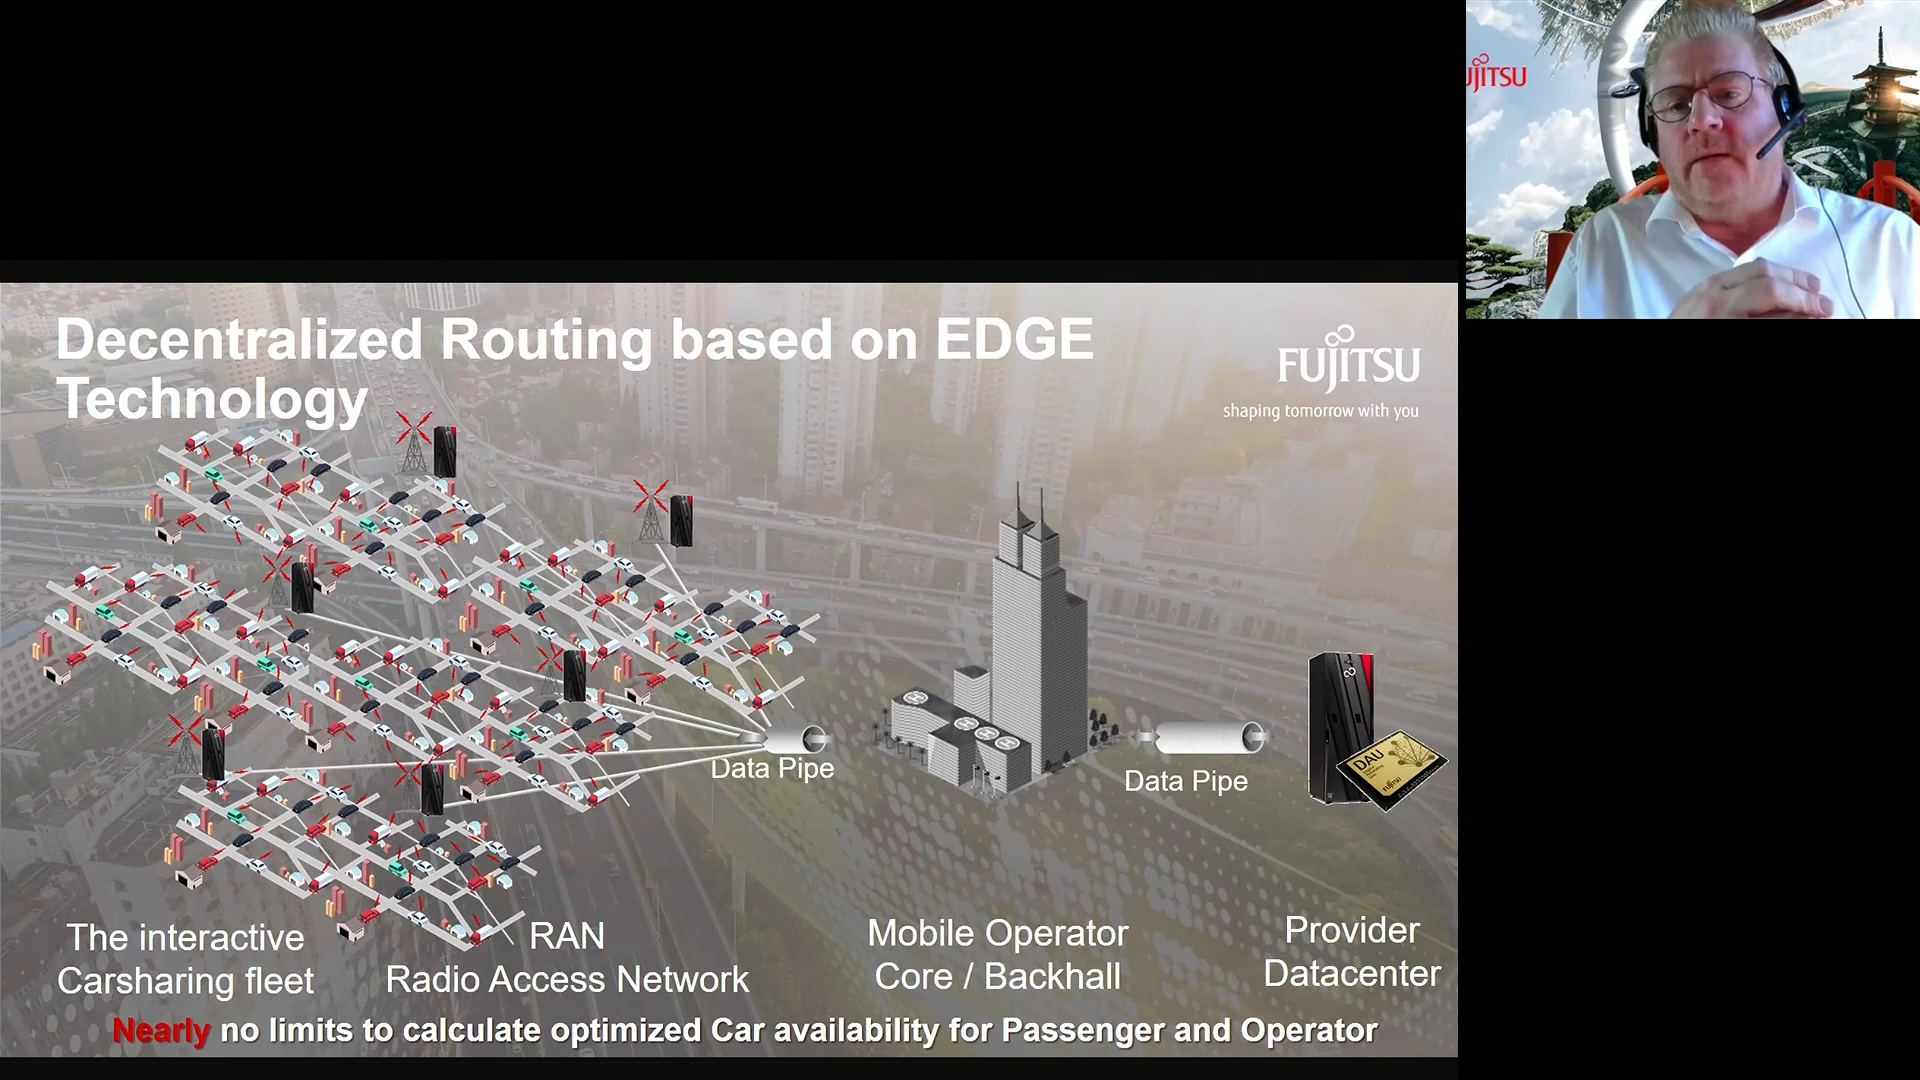 Decentralized Routing based on EDGE
Technology
FUJITSU
shaping tomorrow with you
UJITSU
Data Pipe
Data Pipe
DAU
FUJITSU
The interactive
Carsharing fleet
RAN
Radio Access Network
Mobile Operator
Core / Backhall
Provider
Datacenter
Nearly no limits to calculate optimized Car availability for Passenger and Operator